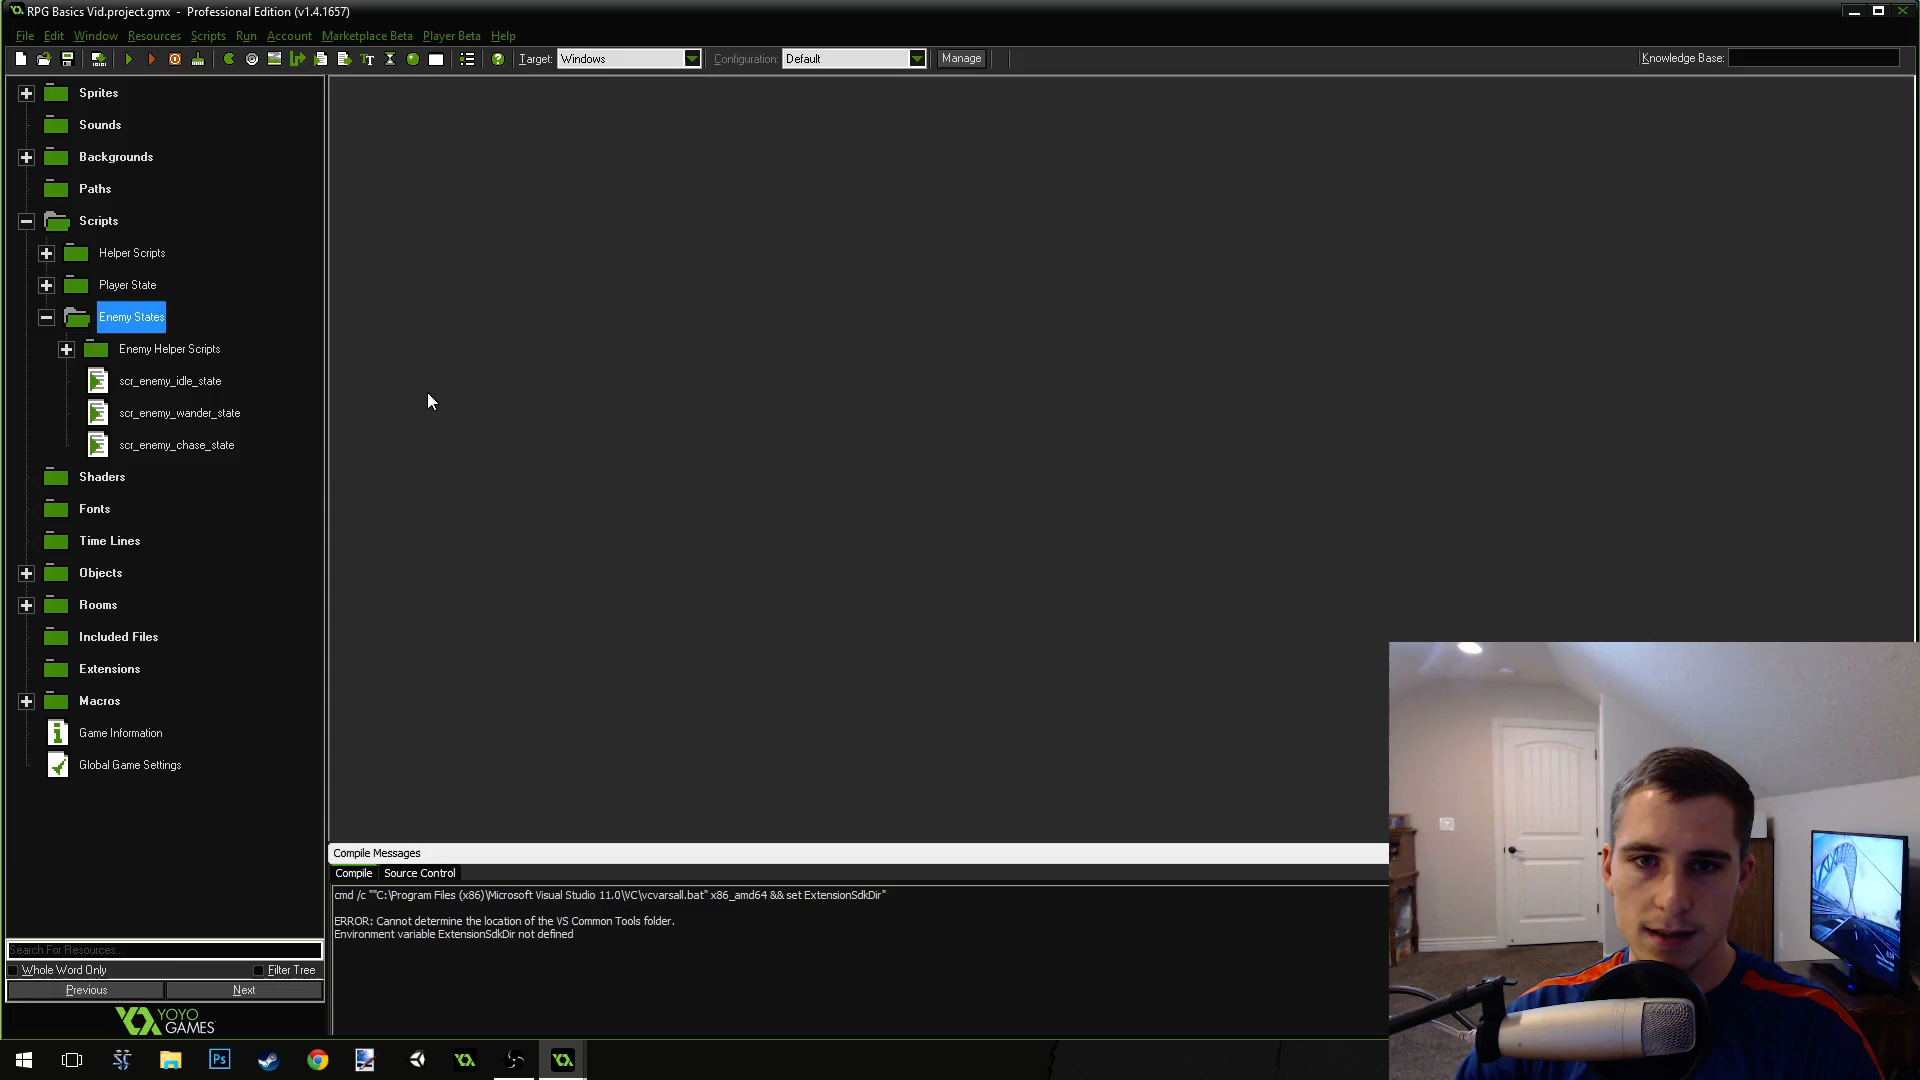 RPG Basics Vid.project.gmx - Professional Edition (v1.4.1657)
File Edit Window Resources Scripts Run Account Marketplace Beta Player Beta Help
Target: Windows Configuration: Default Manage Knowledge Base:
Sprites
Sounds
Backgrounds
Paths
Scripts
Helper Scripts
Player State
Enemy States
Enemy Helper Scripts
scr_enemy_idle_state
scr_enemy_wander_state
scr_enemy_chase_state
Shaders
Fonts
Time Lines
Objects
Rooms
Included Files
Extensions
Macros
Game Information
Global Game Settings
Search For Resources...
Whole Word Only Filter Tree
Previous Next
YOYO
GAMES
Compile Messages
Compile Source Control
cmd /c ""C:\Program Files (x86)\Microsoft Visual Studio 11.0\VC\vcvarsall.bat" x86_amd64 && set ExtensionSdkDir"
ERROR: Cannot determine the location of the VS Common Tools folder.
Environment variable ExtensionSdkDir not defined
Ps